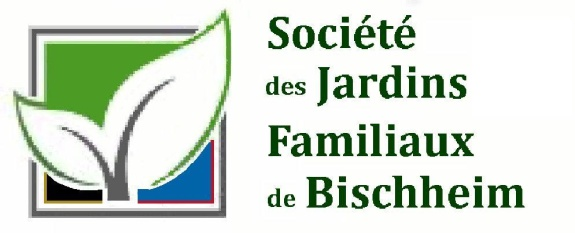 Société
des Jardins
Familiaux
de Bischheim